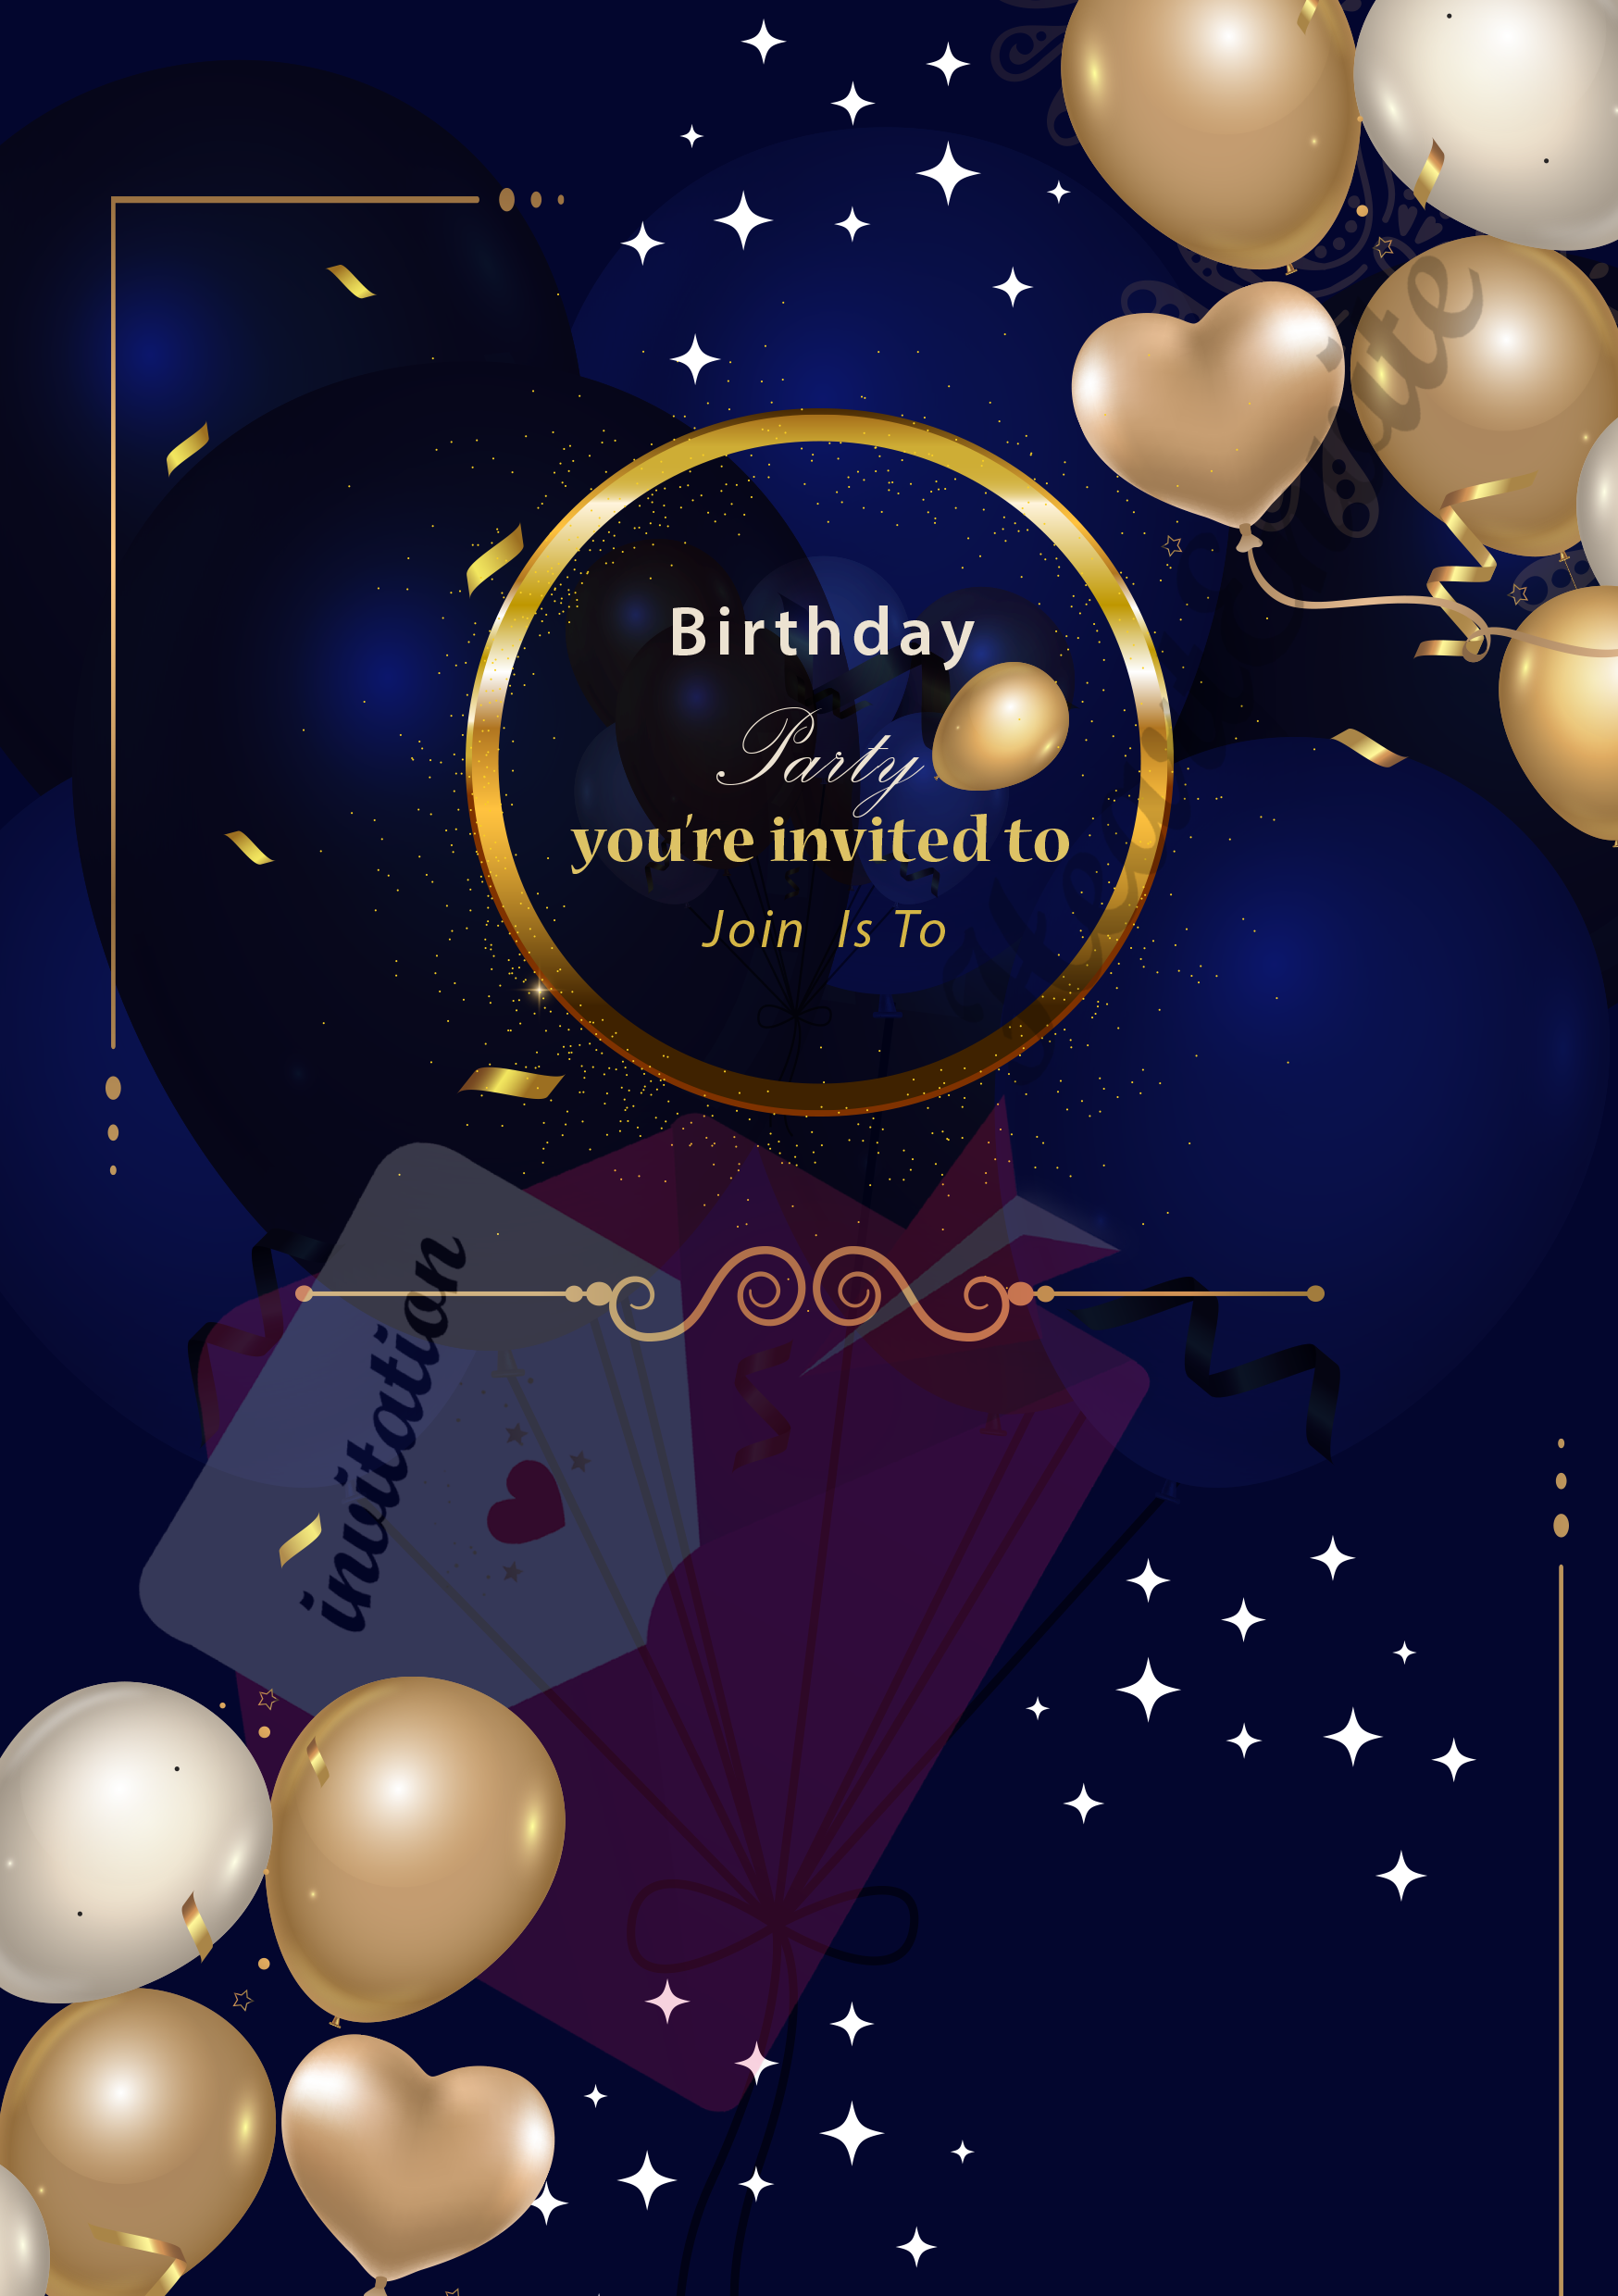 Birthday
Party
you're invited to
Join Is To
invitation